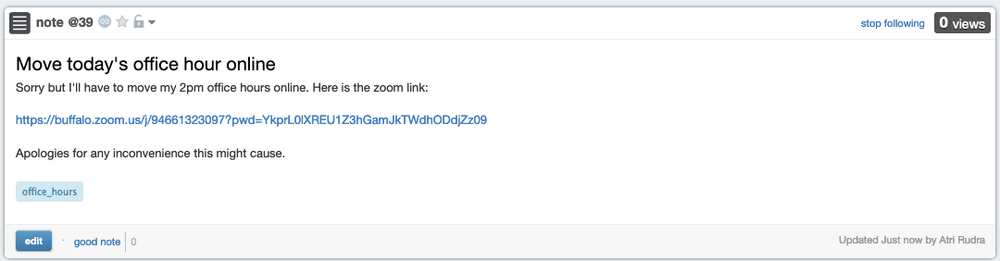 note @39
stop following
0 views
Move today's office hour online
Sorry but I'll have to move my 2pm office hours online. Here is the zoom link:
https://buffalo.zoom.us/j/94661323097?pwd=YkprL0lXREU1Z3hGamJkTWdhODdjZz09
Apologies for any inconvenience this might cause.
office_hours
edit · good note 0
Updated Just now by Atri Rudra